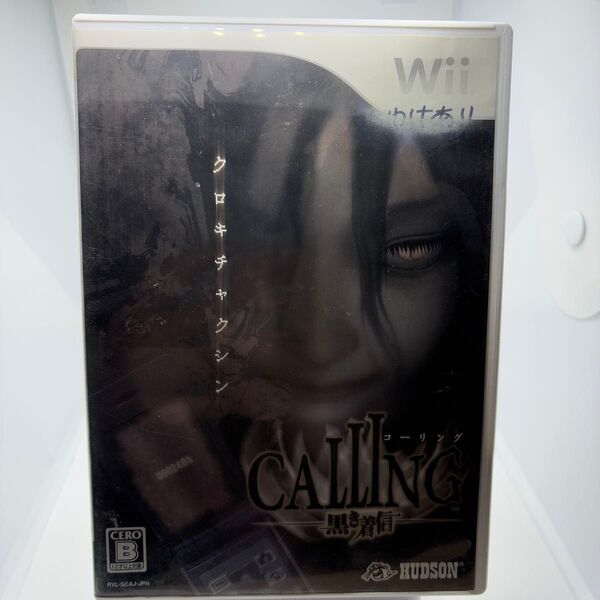 Wii
わけあり
クロキチャクシン
コーリング
CALLING
™
黒き着信
CERO
B
RVL-SCAJ-JPN
HUDSON